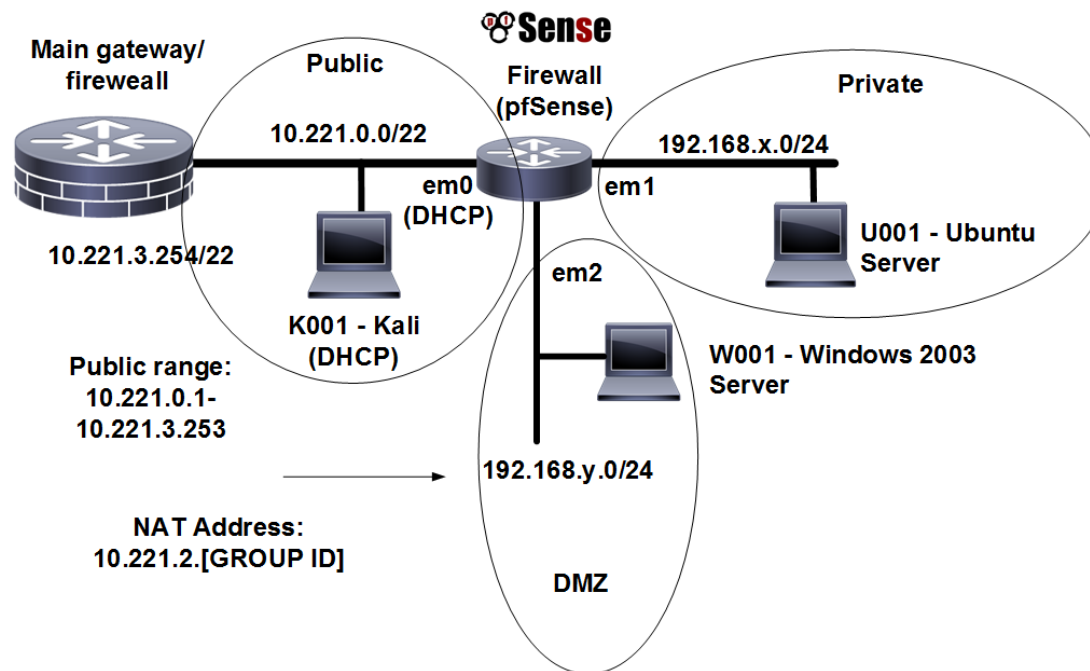 pf Sense
Main gateway/
fireweall
Public
Firewall
(pfSense)
Private
10.221.0.0/22
192.168.x.0/24
em0
(DHCP)
em1
10.221.3.254/22
U001 - Ubuntu
Server
em2
K001 - Kali
(DHCP)
W001 - Windows 2003
Server
Public range:
10.221.0.1-
10.221.3.253
192.168.y.0/24
NAT Address:
10.221.2.[GROUP ID]
DMZ